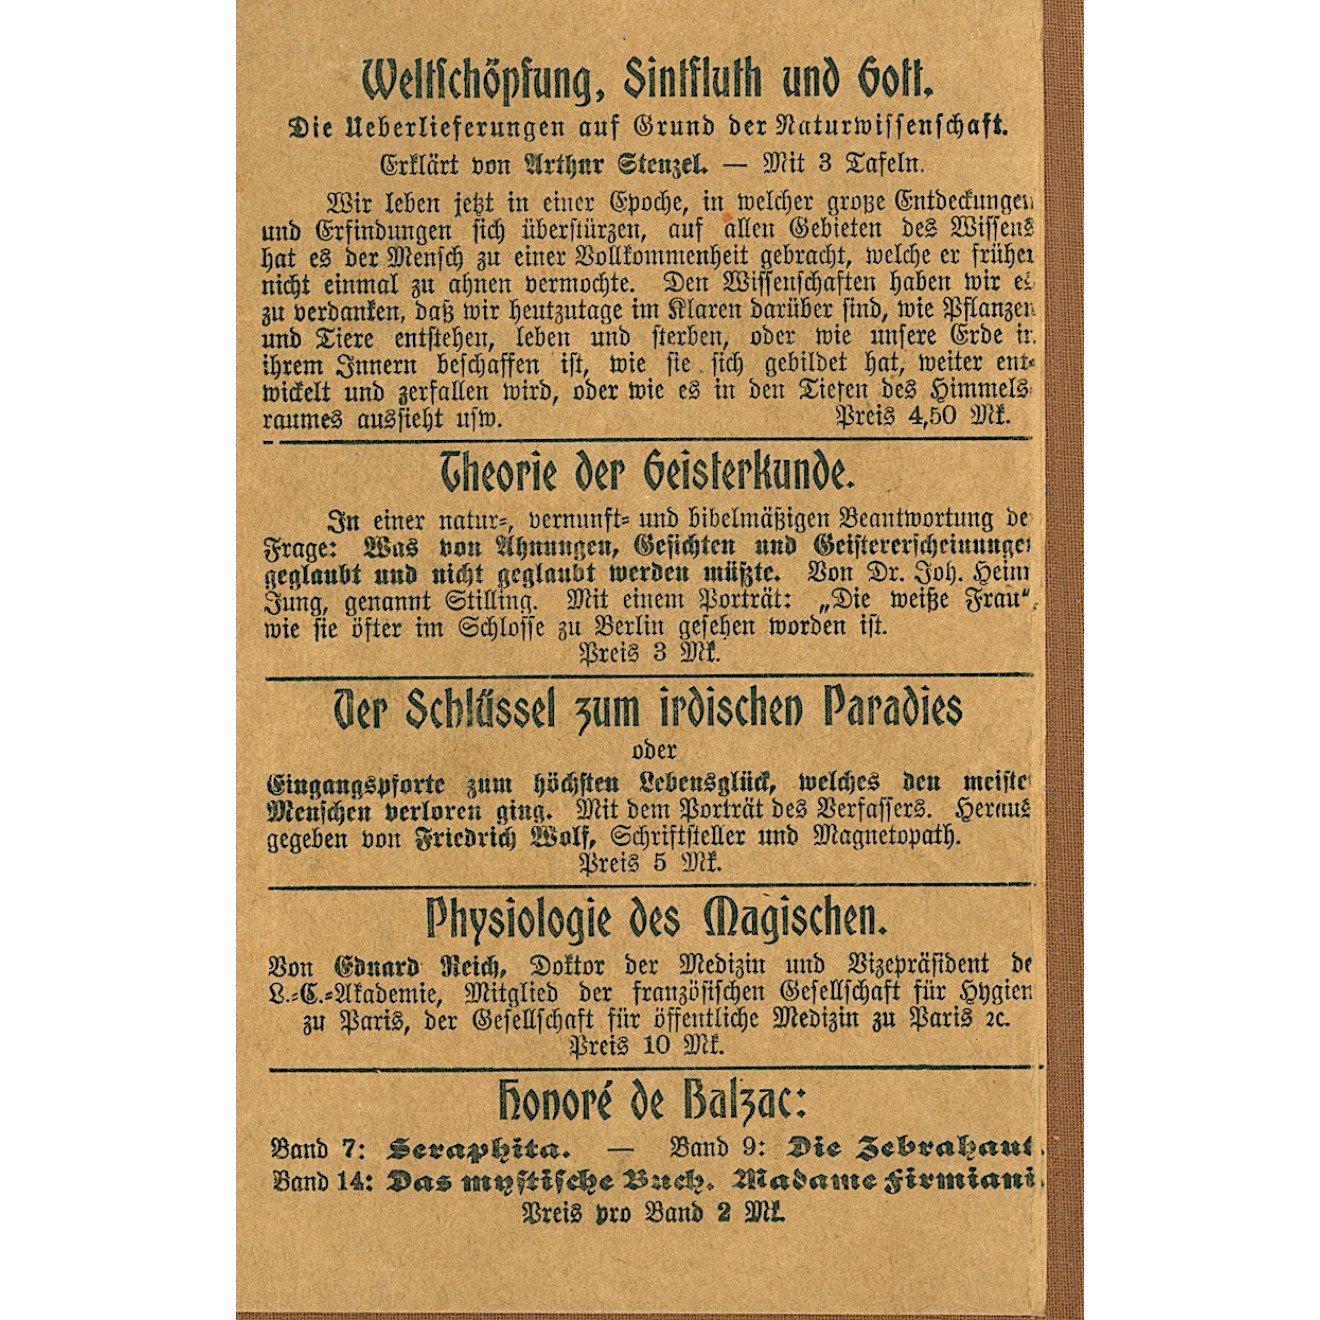 Weltschöpfung, Sintfluth und Gott.
Die Ueberlieferungen auf Grund der Naturwissenschaft.
Erklärt von Arthur Stenzel. — Mit 3 Tafeln.
Wir leben jetzt in einer Epoche, in welcher große Entdeckungen
und Erfindungen sich überstürzen, auf allen Gebieten des Wissens
hat es der Mensch zu einer Vollkommenheit gebracht, welche er früher
nicht einmal zu ahnen vermochte. Den Wissenschaften haben wir es
zu verdanken, daß wir heutzutage im Klaren darüber sind, wie Pflanzen
und Tiere entstehen, leben und sterben, oder wie unsere Erde in
ihrem Innern beschaffen ist, wie sie sich gebildet hat, weiter ent-
wickelt und zerfallen wird, oder wie es in den Tiefen des Himmels-
raumes aussieht usw. Preis 4,50 Mk.
Theorie der Geisterkunde.
In einer natur-, vernunft- und bibelmäßigen Beantwortung de
Frage: Was von Ahnungen, Gesichten und Geistererscheinunge
geglaubt und nicht geglaubt werden müßte. Von Dr. Joh. Heinr
Jung, genannt Stilling. Mit einem Porträt: „Die weiße Frau“,
wie sie öfter im Schlosse zu Berlin gesehen worden ist.
Preis 3 Mk.
Der Schlüssel zum irdischen Paradies
oder
Eingangspforte zum höchsten Lebensglück, welches den meiste
Menschen verloren ging. Mit dem Porträt des Verfassers. Heraus
gegeben von Friedrich Wolf, Schriftsteller und Magnetopath.
Preis 5 Mk.
Physiologie des Magischen.
Von Eduard Reich, Doktor der Medizin und Vizepräsident de
L.-C.-Akademie, Mitglied der französischen Gesellschaft für Hygien
zu Paris, der Gesellschaft für öffentliche Medizin zu Paris ꝛc.
Preis 10 Mk.
Honoré de Balzac:
Band 7: Seraphita. — Band 9: Die Zebrahaut.
Band 14: Das mystische Buch. Madame Firmiani.
Preis pro Band 2 Mk.